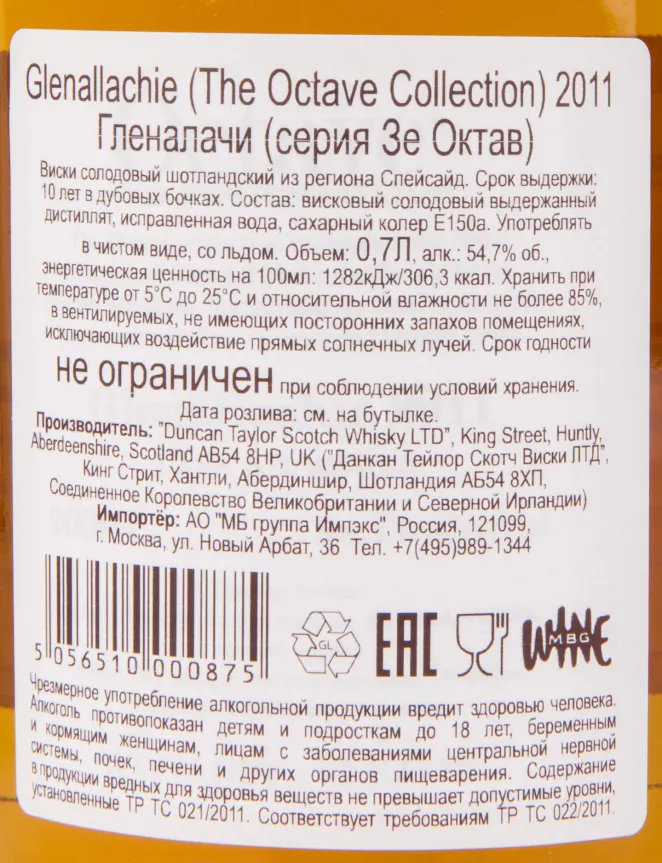 Glenallachie (The Octave Collection) 2011
Гленалачи (серия Зе Октав)
Виски солодовый шотландский из региона Спейсайд. Срок выдержки:
10 лет в дубовых бочках. Состав: висковый солодовый выдержанный
дистиллят, исправленная вода, сахарный колер Е150а. Употреблять
в чистом виде, со льдом. Объем: 0,7Л, алк.: 54,7% об.,
энергетическая ценность на 100мл: 1282кДж/306,3 ккал. Хранить при
температуре от 5°С до 25°С и относительной влажности не более 85%,
в вентилируемых, не имеющих посторонних запахов помещениях,
исключающих воздействие прямых солнечных лучей. Срок годности
не ограничен при соблюдении условий хранения.
Дата розлива: см. на бутылке.
Производитель: "Duncan Taylor Scotch Whisky LTD", King Street, Huntly,
Aberdeenshire, Scotland AB54 8HP, UK ("Данкан Тейлор Скотч Виски ЛТД",
Кинг Стрит, Хантли, Абердиншир, Шотландия АБ54 8ХП,
Соединенное Королевство Великобритании и Северной Ирландии)
Импортёр: АО "МБ группа Импэкс", Россия, 121099,
г. Москва, ул. Новый Арбат, 36 Тел. +7(495)989-1344
5 056510 000875
GL
EAC
WINE
MBG
Чрезмерное употребление алкогольной продукции вредит здоровью человека.
Алкоголь противопоказан детям и подросткам до 18 лет, беременным
и кормящим женщинам, лицам с заболеваниями центральной нервной
системы, почек, печени и других органов пищеварения. Содержание
в продукции вредных для здоровья веществ не превышает допустимые уровни,
установленные ТР ТС 021/2011. Соответствует требованиям ТР ТС 022/2011.